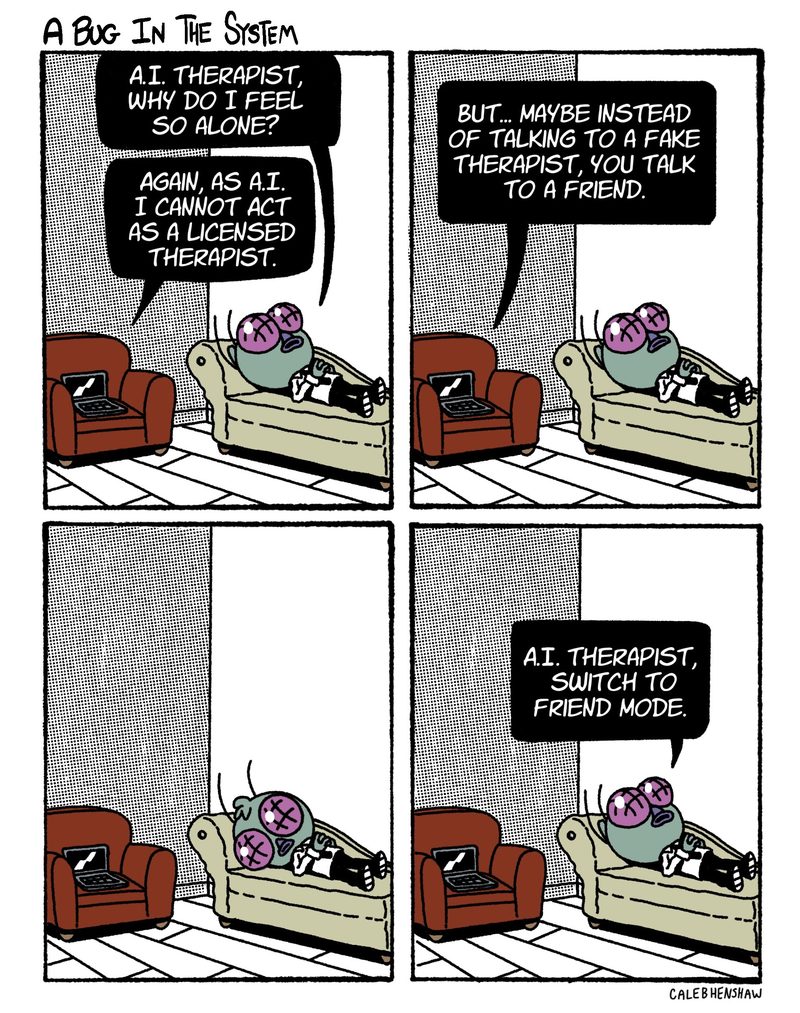 A BUG IN THE SYSTEM
A.I. THERAPIST,
WHY DO I FEEL
SO ALONE?
AGAIN, AS A.I.
I CANNOT ACT
AS A LICENSED
THERAPIST.
BUT... MAYBE INSTEAD
OF TALKING TO A FAKE
THERAPIST, YOU TALK
TO A FRIEND.
A.I. THERAPIST,
SWITCH TO
FRIEND MODE.
CALEBHENSHAW